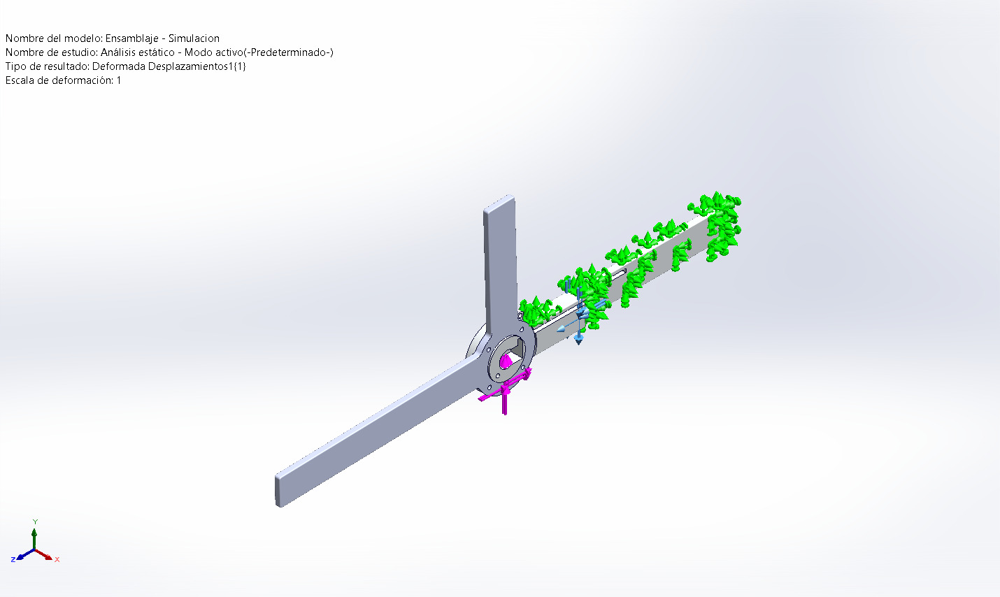 Nombre del modelo: Ensamblaje - Simulacion
Nombre de estudio: Análisis estático - Modo activo(-Predeterminado-)
Tipo de resultado: Deformada Desplazamientos1{1}
Escala de deformación: 1
Y
Z
X